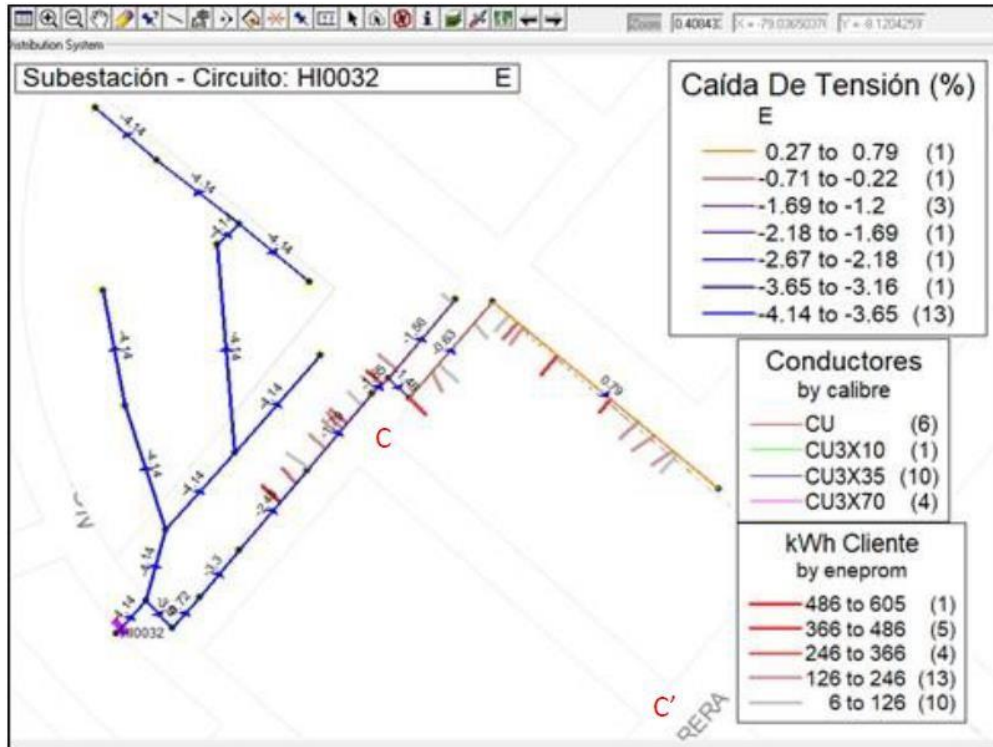 Zoom 0.40843 X = -79.0365037 Y = -8.1204259
istribution System
Subestación - Circuito: HI0032 E
Caída De Tensión (%)
E
0.27 to 0.79 (1)
-0.71 to -0.22 (1)
-1.69 to -1.2 (3)
-2.18 to -1.69 (1)
-2.67 to -2.18 (1)
-3.65 to -3.16 (1)
-4.14 to -3.65 (13)
Conductores
by calibre
CU (6)
CU3X10 (1)
CU3X35 (10)
CU3X70 (4)
kWh Cliente
by eneprom
486 to 605 (1)
366 to 486 (5)
246 to 366 (4)
126 to 246 (13)
6 to 126 (10)
-4.14
-4.14
-4.14
-4.14
-4.14
-4.14
-4.14
-4.14
-4.14
-4.14
-4.14
-1.56
-0.63
-1.48
0.79
-3.3
HI0032
C
C'
RERA